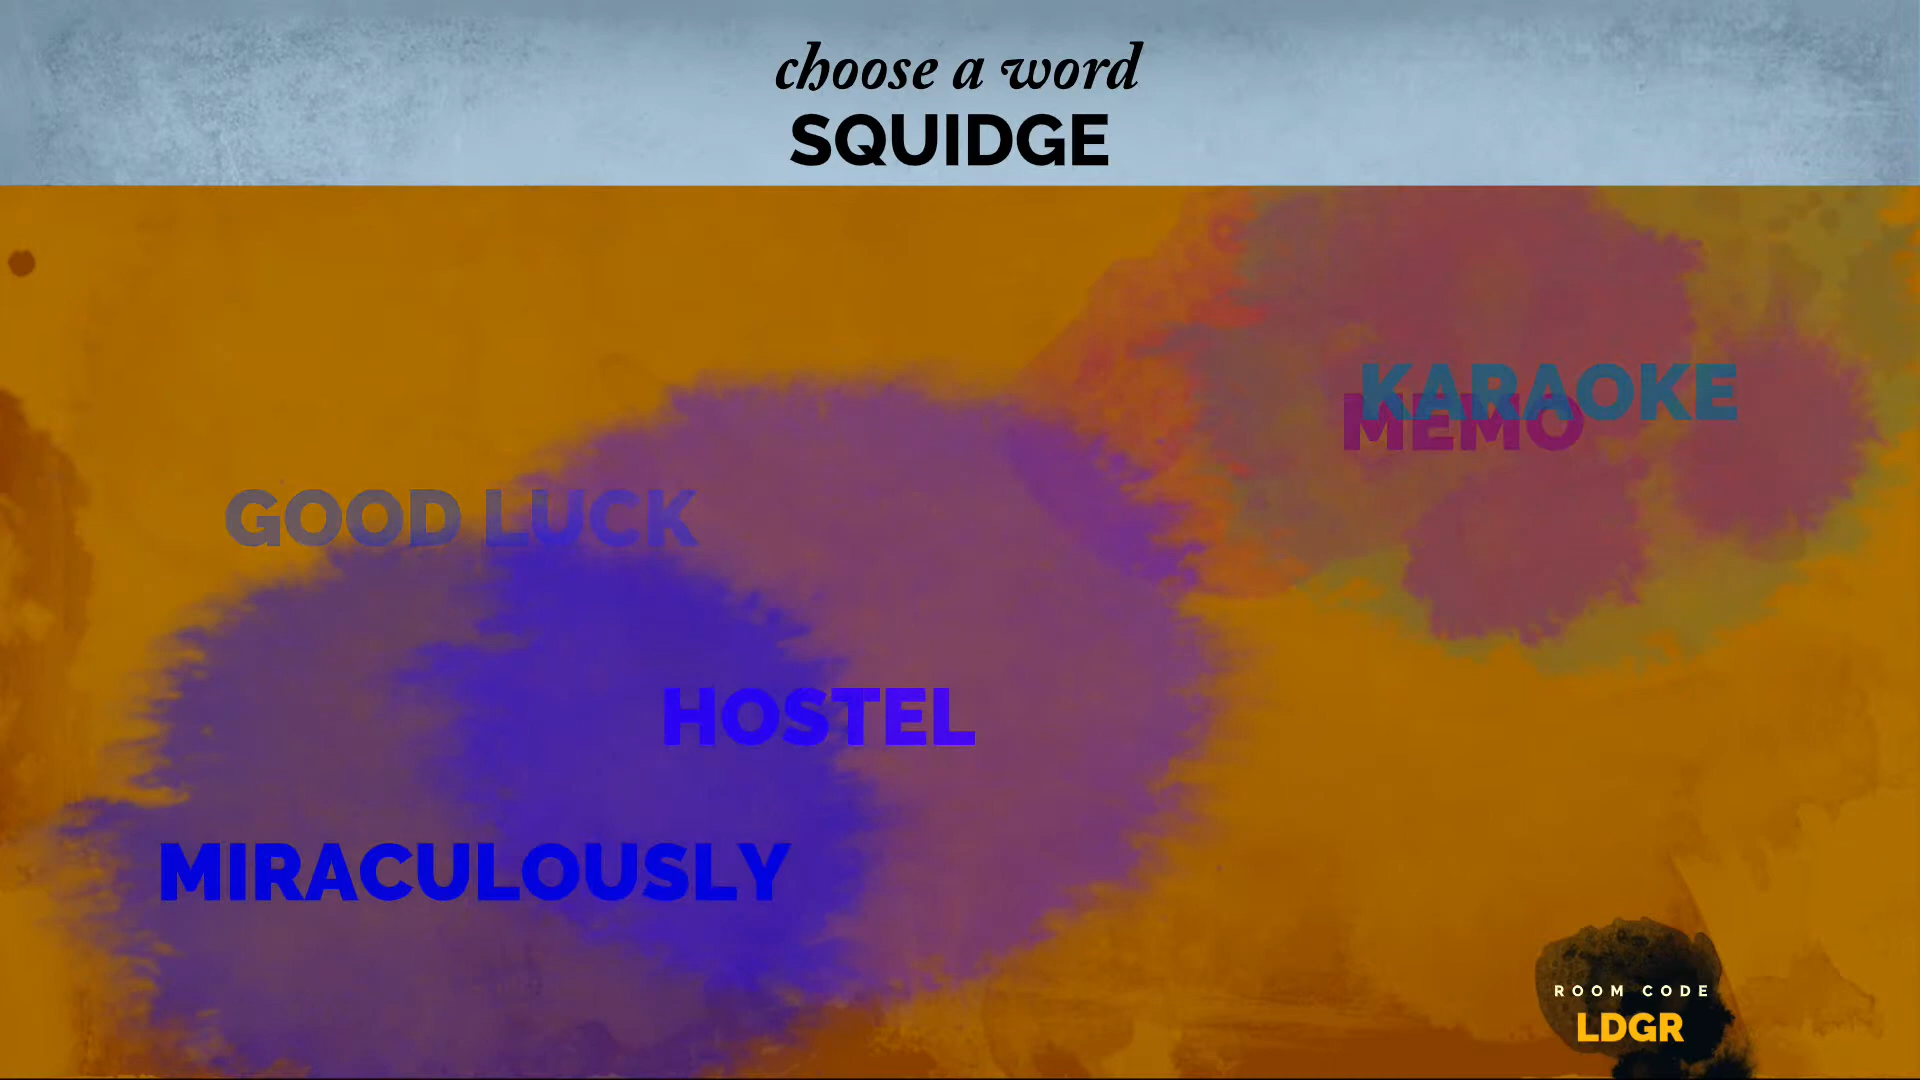 choose a word
SQUIDGE
KARAOKE
MEMO
GOOD LUCK
HOSTEL
MIRACULOUSLY
ROOM CODE
LDGR